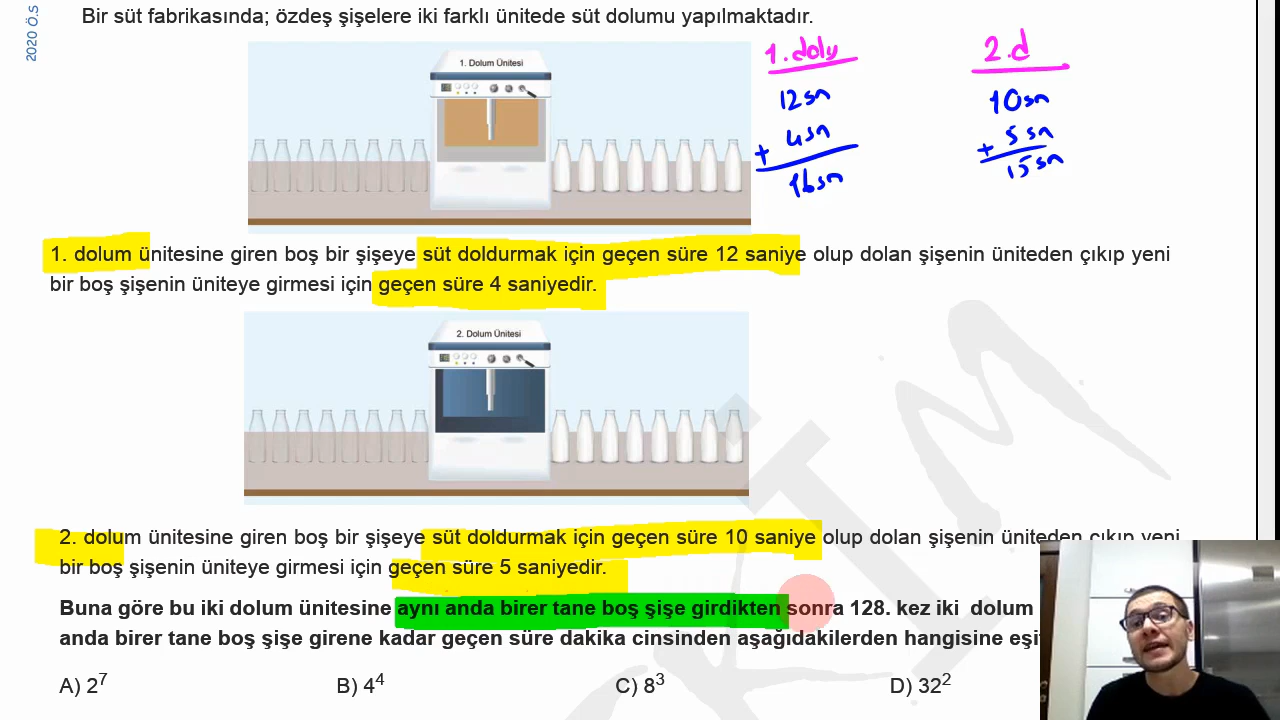 2020 Ö.S
Bir süt fabrikasında; özdeş şişelere iki farklı ünitede süt dolumu yapılmaktadır.
1. Dolum Ünitesi
1. dolu
12sn
+ 4sn
16sn
2. d
10sn
+ 5sn
15sn
1. dolum ünitesine giren boş bir şişeye süt doldurmak için geçen süre 12 saniye olup dolan şişenin üniteden çıkıp yeni
bir boş şişenin üniteye girmesi için geçen süre 4 saniyedir.
2. Dolum Ünitesi
2. dolum ünitesine giren boş bir şişeye süt doldurmak için geçen süre 10 saniye olup dolan şişenin üniteden çıkıp yeni
bir boş şişenin üniteye girmesi için geçen süre 5 saniyedir.
Buna göre bu iki dolum ünitesine aynı anda birer tane boş şişe girdikten sonra 128. kez iki dolum
anda birer tane boş şişe girene kadar geçen süre dakika cinsinden aşağıdakilerden hangisine eşit
A) 2⁷ B) 4⁴ C) 8³ D) 32²